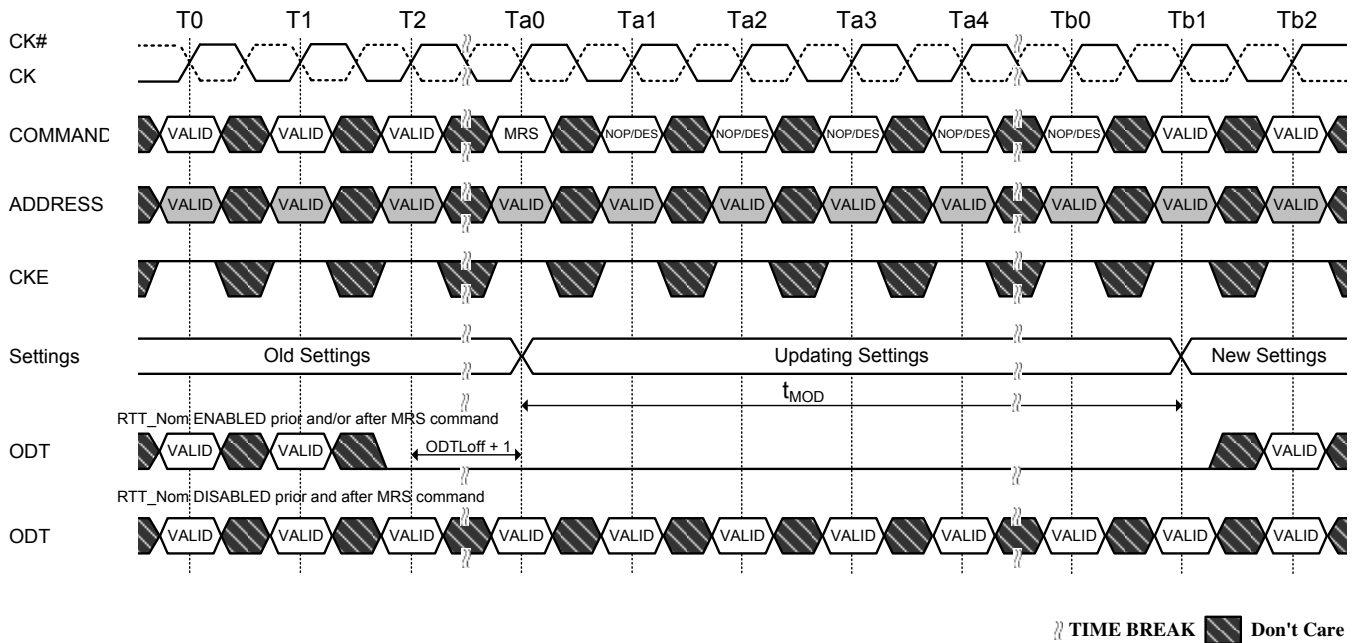 T0 T1 T2 Ta0 Ta1 Ta2 Ta3 Ta4 Tb0 Tb1 Tb2
CK#
CK
COMMAND VALID VALID VALID MRS NOP/DES NOP/DES NOP/DES NOP/DES NOP/DES VALID VALID
ADDRESS VALID VALID VALID VALID VALID VALID VALID VALID VALID VALID VALID
CKE
Settings Old Settings Updating Settings New Settings
tMOD
RTT_Nom ENABLED prior and/or after MRS command
ODT VALID VALID ODTLoff + 1 VALID
RTT_Nom DISABLED prior and after MRS command
ODT VALID VALID VALID VALID VALID VALID VALID VALID VALID VALID VALID
TIME BREAK Don't Care